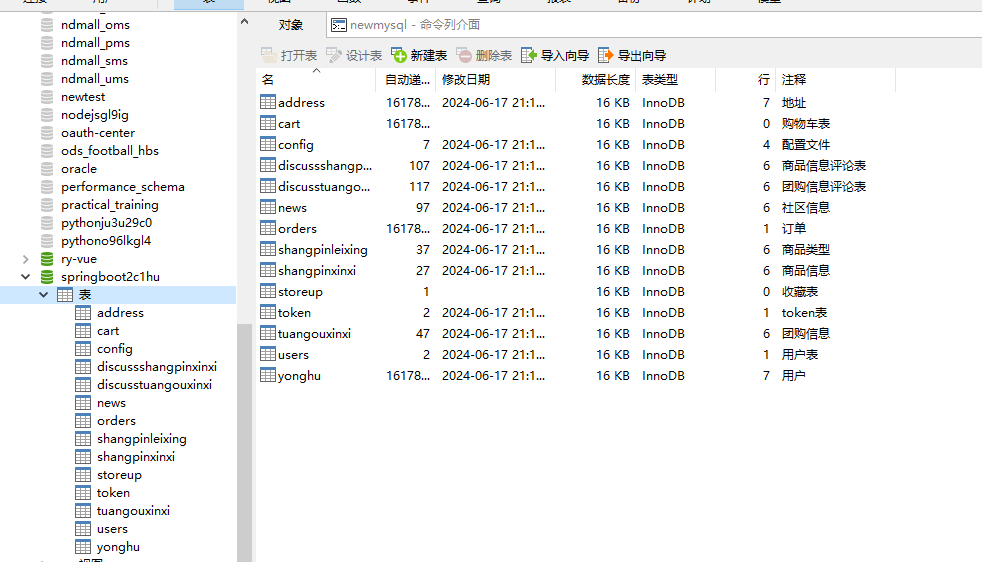 表
对象
newmysql - 命令列介面
打开表 设计表 新建表 删除表 导入向导 导出向导
名 自动递... 修改日期 数据长度 表类型 行 注释
address 16178... 2024-06-17 21:1... 16 KB InnoDB 7 地址
cart 16178... 16 KB InnoDB 0 购物车表
config 7 2024-06-17 21:1... 16 KB InnoDB 4 配置文件
discussshangp... 107 2024-06-17 21:1... 16 KB InnoDB 6 商品信息评论表
discusstuango... 117 2024-06-17 21:1... 16 KB InnoDB 6 团购信息评论表
news 97 2024-06-17 21:1... 16 KB InnoDB 6 社区信息
orders 16178... 2024-06-17 21:1... 16 KB InnoDB 1 订单
shangpinleixing 37 2024-06-17 21:1... 16 KB InnoDB 6 商品类型
shangpinxinxi 27 2024-06-17 21:1... 16 KB InnoDB 6 商品信息
storeup 1 16 KB InnoDB 0 收藏表
token 2 2024-06-17 21:1... 16 KB InnoDB 1 token表
tuangouxinxi 47 2024-06-17 21:1... 16 KB InnoDB 6 团购信息
users 2 2024-06-17 21:1... 16 KB InnoDB 1 用户表
yonghu 16178... 2024-06-17 21:1... 16 KB InnoDB 7 用户
ndmall_oms
ndmall_pms
ndmall_sms
ndmall_ums
newtest
nodejsgl9ig
oauth-center
ods_football_hbs
oracle
performance_schema
practical_training
pythonju3u29c0
pythono96lkgl4
ry-vue
springboot2c1hu
表
address
cart
config
discussshangpinxinxi
discusstuangouxinxi
news
orders
shangpinleixing
shangpinxinxi
storeup
token
tuangouxinxi
users
yonghu